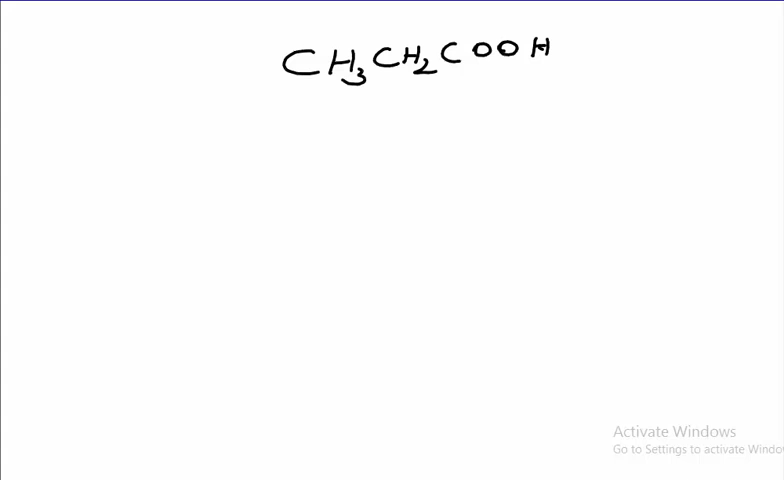 CH₃CH₂COOH
Activate Windows
Go to Settings to activate Windo